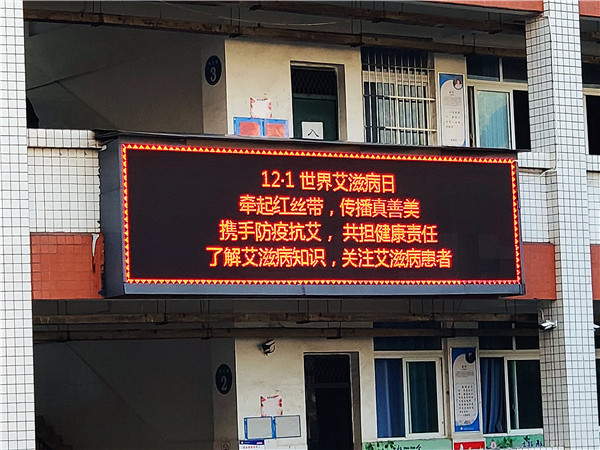 3
12·1 世界艾滋病日
牵起红丝带，传播真善美
携手防疫抗艾， 共担健康责任
了解艾滋病知识，关注艾滋病患者
2